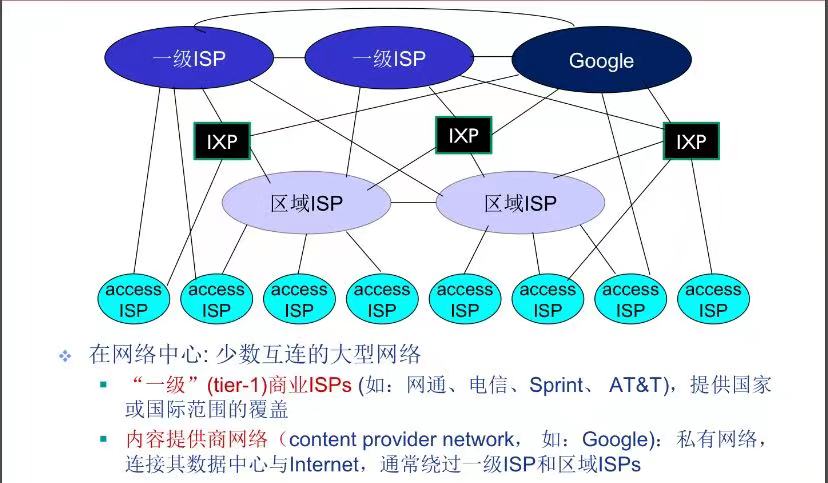 一级ISP
一级ISP
Google
IXP
IXP
IXP
区域ISP
区域ISP
access
ISP
access
ISP
access
ISP
access
ISP
access
ISP
access
ISP
access
ISP
access
ISP
在网络中心: 少数互连的大型网络
“一级”(tier-1)商业ISPs (如：网通、电信、Sprint、 AT&T)，提供国家
或国际范围的覆盖
内容提供商网络（content provider network， 如：Google)：私有网络，
连接其数据中心与Internet，通常绕过一级ISP和区域ISPs